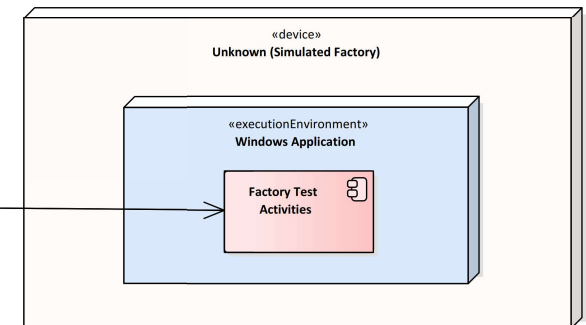 «device»
Unknown (Simulated Factory)
«executionEnvironment»
Windows Application
Factory Test
Activities